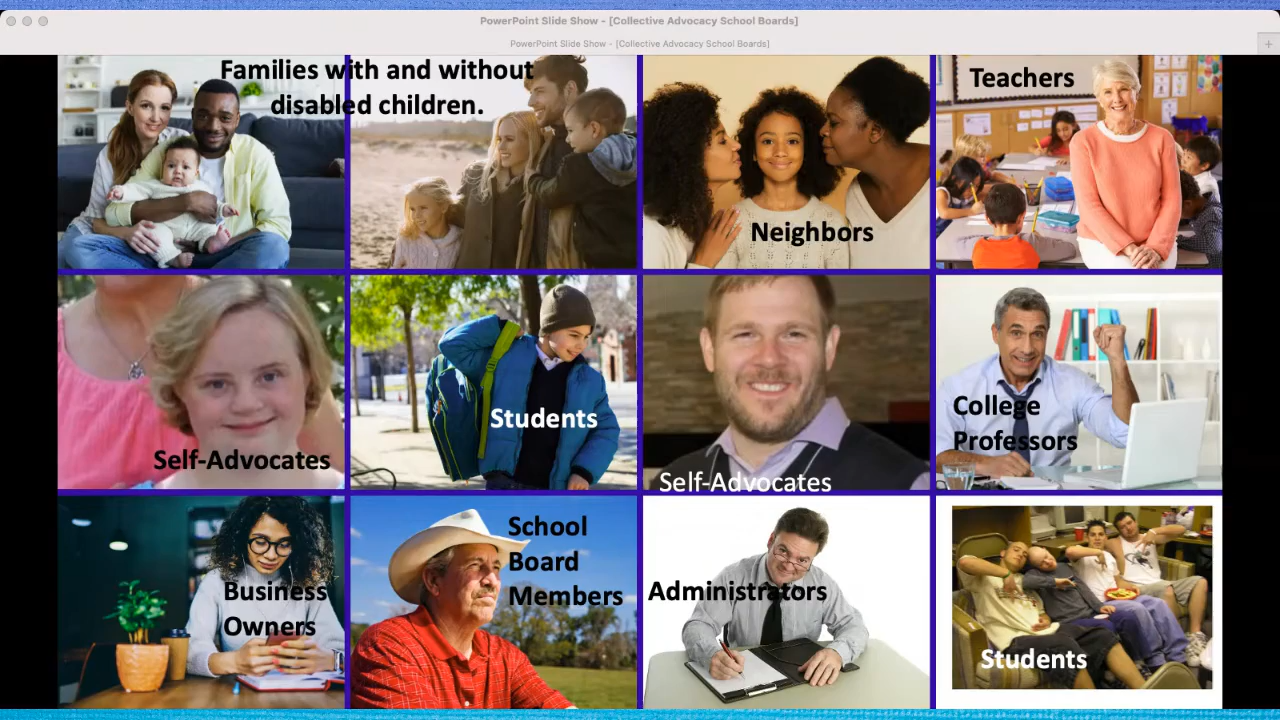 PowerPoint Slide Show - [Collective Advocacy School Boards]
PowerPoint Slide Show - [Collective Advocacy School Boards]
Families with and without
disabled children.
Neighbors
Teachers
Self-Advocates
Students
Self-Advocates
College
Professors
Business
Owners
School
Board
Members
Administrators
Students